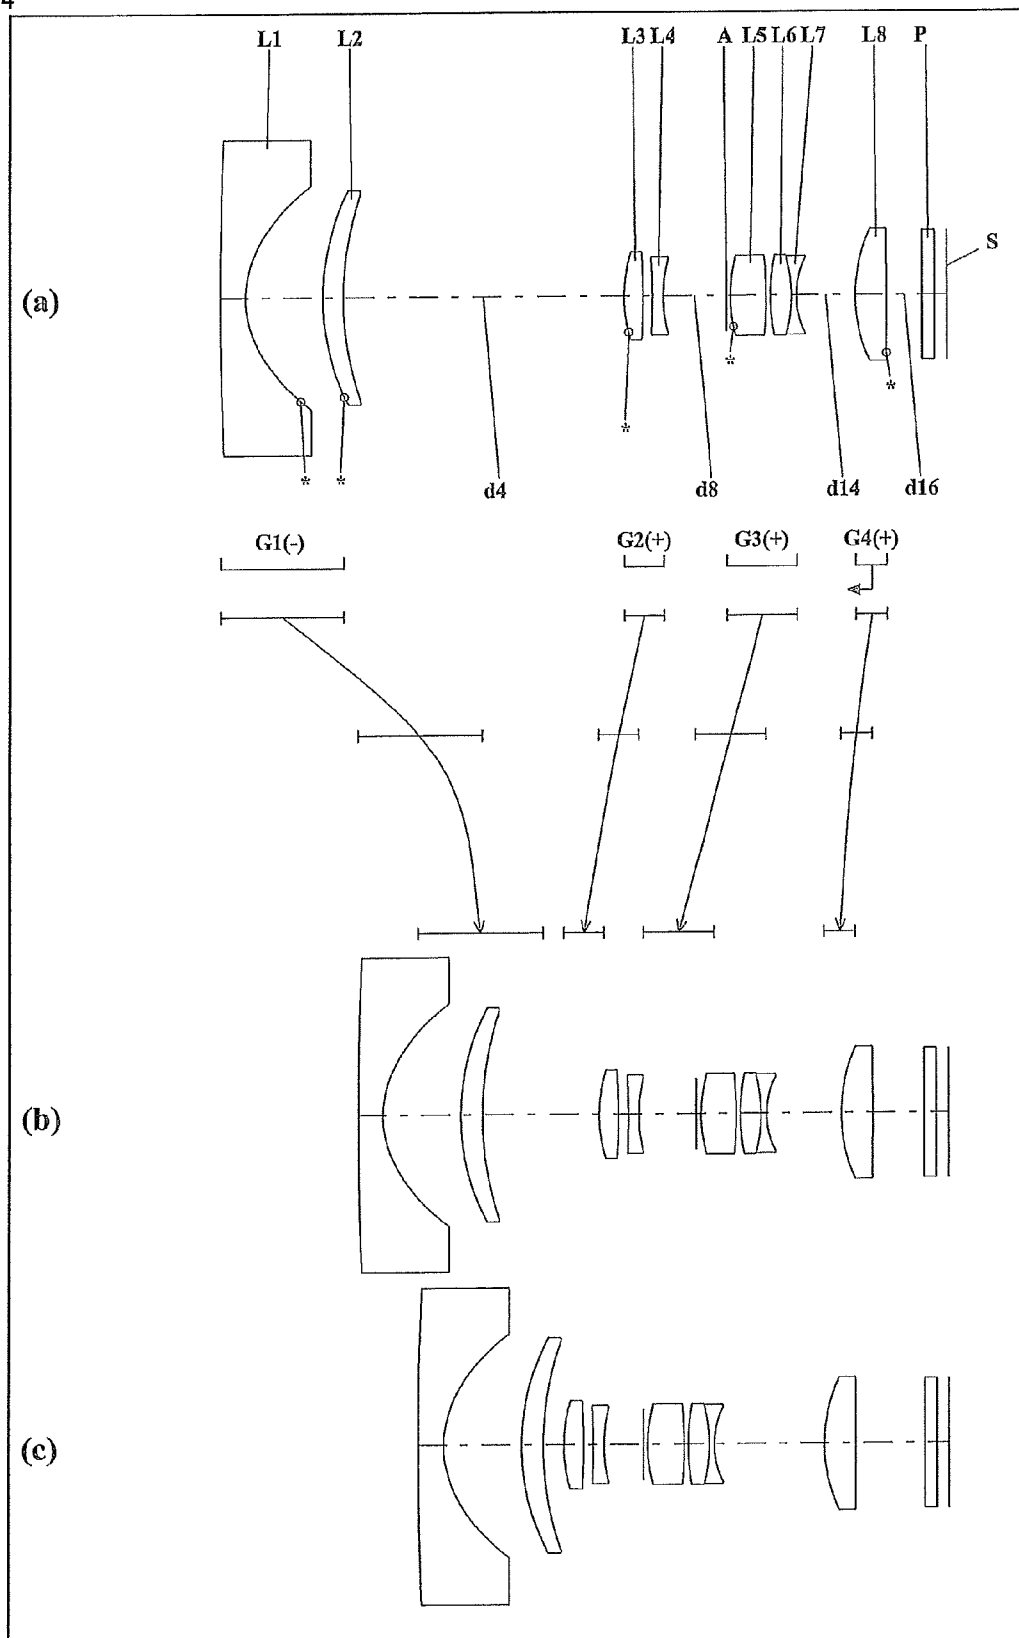 4
L1 L2 L3 L4 A L5 L6 L7 L8 P
S
(a)
* * * * *
d4 d8 d14 d16
G1(-) G2(+) G3(+) G4(+)
(b)
(c)